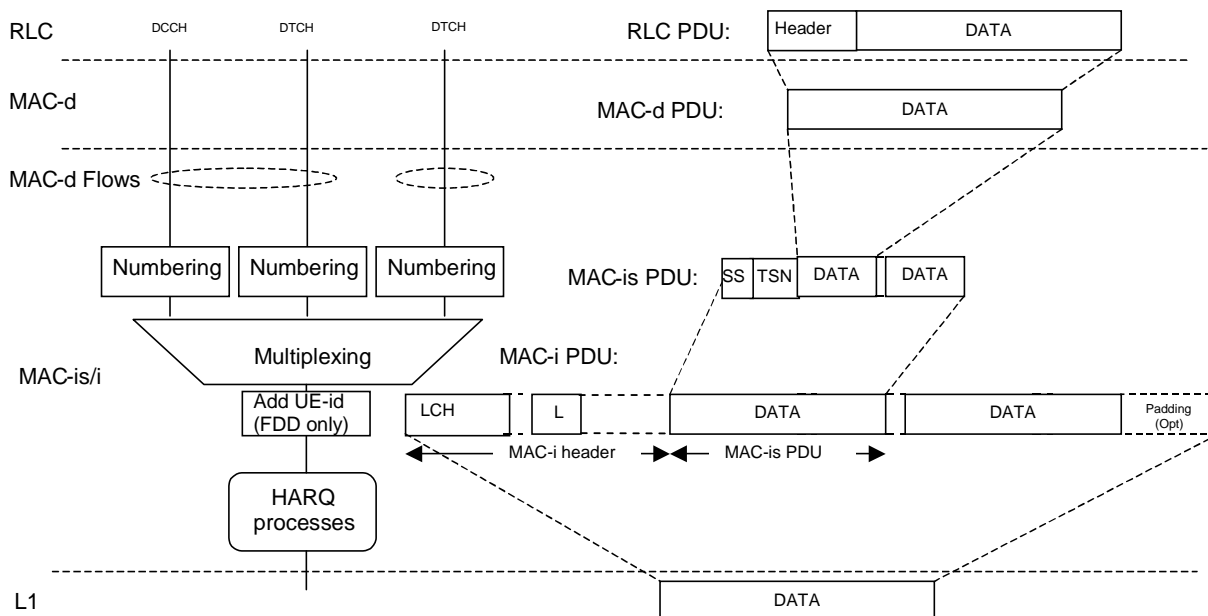 RLC
DCCH
DTCH
DTCH
RLC PDU:
Header
DATA
MAC-d
MAC-d PDU:
DATA
MAC-d Flows
Numbering
Numbering
Numbering
MAC-is PDU:
SS
TSN
DATA
DATA
Multiplexing
MAC-i PDU:
MAC-is/i
Add UE-id
(FDD only)
LCH
L
DATA
DATA
Padding
(Opt)
MAC-i header
MAC-is PDU
HARQ
processes
L1
DATA